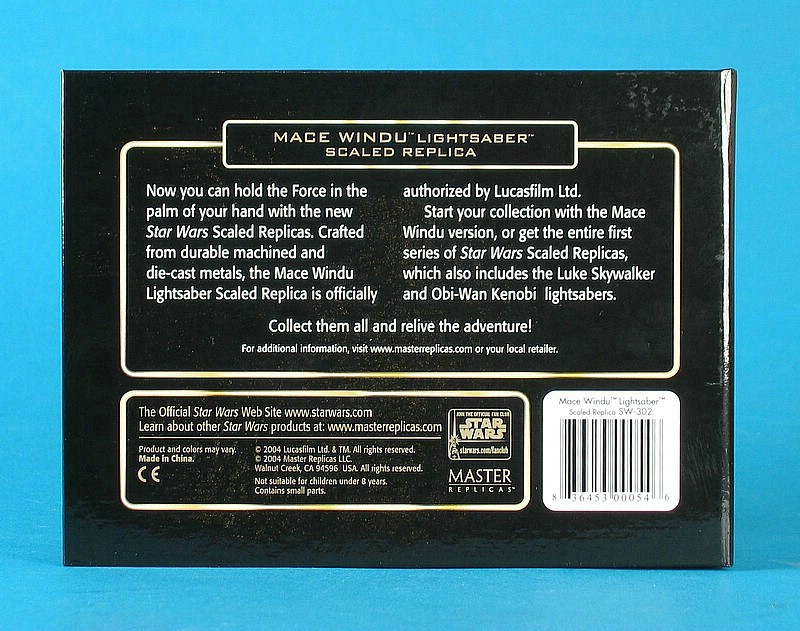 MACE WINDU™ LIGHTSABER™
SCALED REPLICA
Now you can hold the Force in the
palm of your hand with the new
Star Wars Scaled Replicas. Crafted
from durable machined and
die-cast metals, the Mace Windu
Lightsaber Scaled Replica is officially
authorized by Lucasfilm Ltd.
Start your collection with the Mace
Windu version, or get the entire first
series of Star Wars Scaled Replicas,
which also includes the Luke Skywalker
and Obi-Wan Kenobi lightsabers.
Collect them all and relive the adventure!
For additional information, visit www.masterreplicas.com or your local retailer.
The Official Star Wars Web Site www.starwars.com
Learn about other Star Wars products at: www.masterreplicas.com
Product and colors may vary.
Made in China.
CE
© 2004 Lucasfilm Ltd. & TM. All rights reserved.
© 2004 Master Replicas LLC.
Walnut Creek, CA 94596 USA. All rights reserved.
Not suitable for children under 8 years.
Contains small parts.
JOIN THE OFFICIAL FAN CLUB
STAR
WARS
starwars.com/fanclub
MASTER
REPLICAS™
Mace Windu™ Lightsaber™
Scaled Replica SW-302
8 36453 00054 6